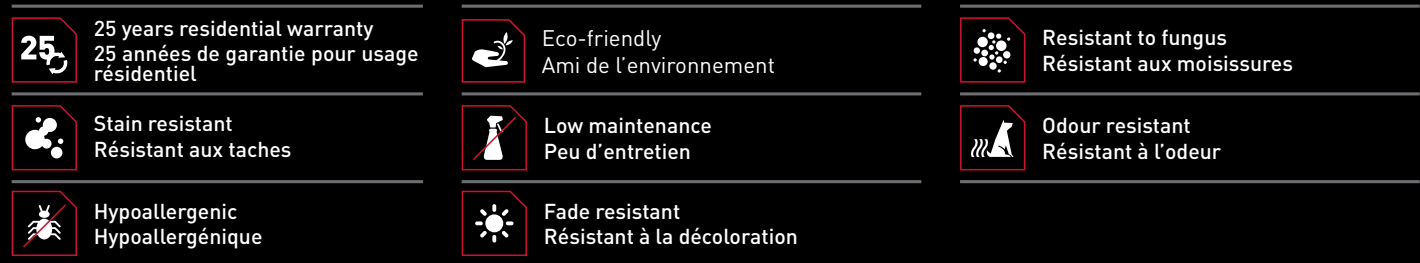 25
25 years residential warranty
25 années de garantie pour usage
résidentiel
Eco-friendly
Ami de l'environnement
Resistant to fungus
Résistant aux moisissures
Stain resistant
Résistant aux taches
Low maintenance
Peu d'entretien
Odour resistant
Résistant à l'odeur
Hypoallergenic
Hypoallergénique
Fade resistant
Résistant à la décoloration